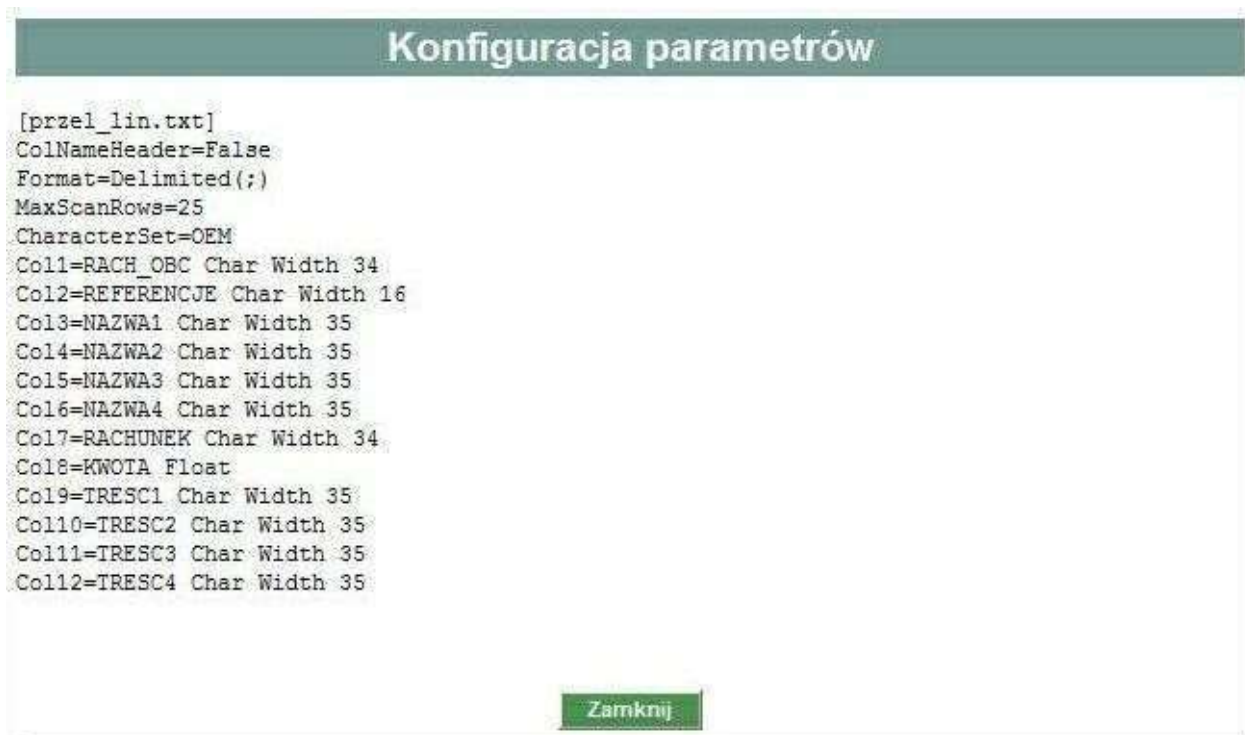 Konfiguracja parametrów
[przel_lin.txt]
ColNameHeader=False
Format=Delimited(;)
MaxScanRows=25
CharacterSet=OEM
Col1=RACH_OBC Char Width 34
Col2=REFERENCJE Char Width 16
Col3=NAZWA1 Char Width 35
Col4=NAZWA2 Char Width 35
Col5=NAZWA3 Char Width 35
Col6=NAZWA4 Char Width 35
Col7=RACHUNEK Char Width 34
Col8=KWOTA Float
Col9=TRESC1 Char Width 35
Col10=TRESC2 Char Width 35
Col11=TRESC3 Char Width 35
Col12=TRESC4 Char Width 35
Zamknij